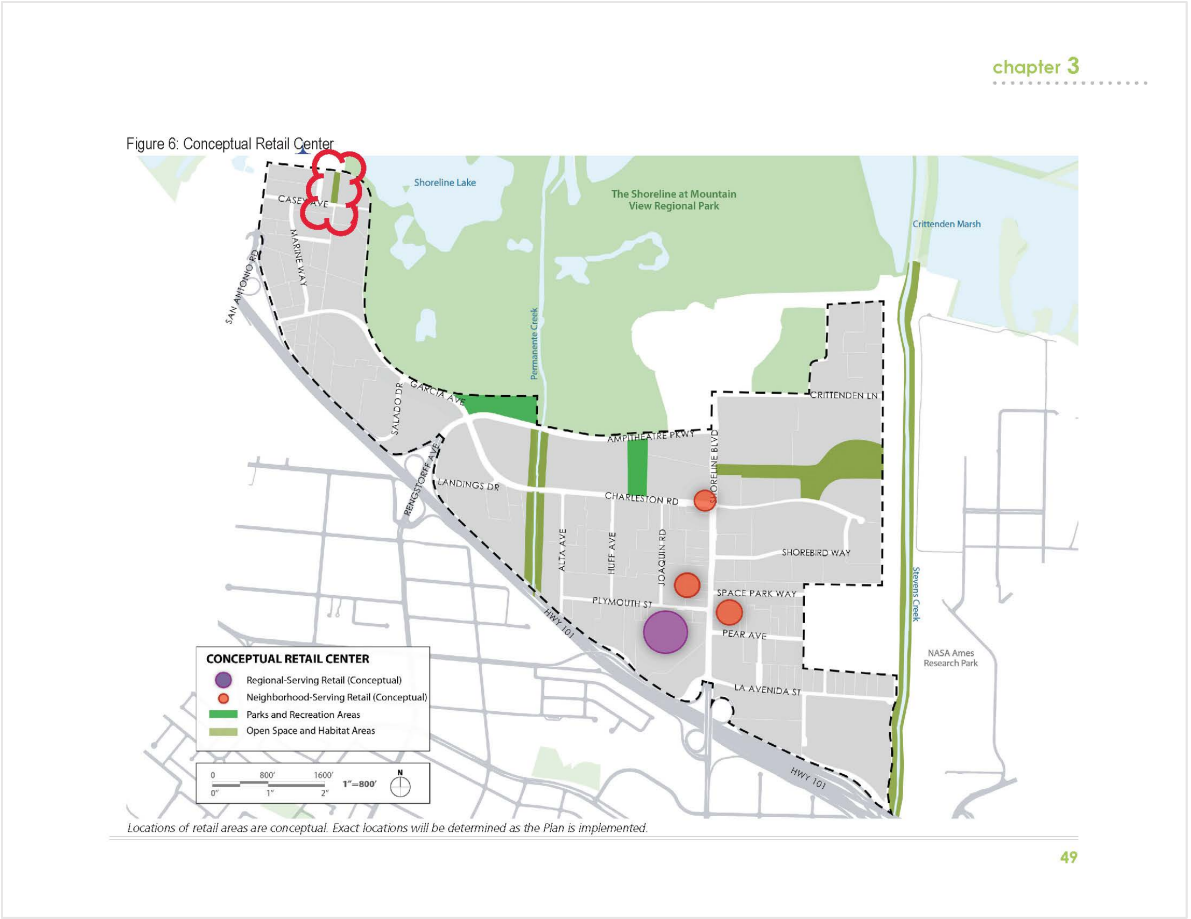 chapter 3
Figure 6: Conceptual Retail Center
Shoreline Lake
The Shoreline at Mountain
View Regional Park
Crittenden Marsh
CASEY AVE
MARINE WAY
SAN ANTONIO RD
Permanente Creek
SALADO DR
GARCIA AVE
CRITTENDEN LN
AMPITHEATRE PKWY
SHORELINE BLVD
RENGSTORFF AVE
LANDINGS DR
CHARLESTON RD
ALTA AVE
HUFF AVE
JOAQUIN RD
SHOREBIRD WAY
PLYMOUTH ST
SPACE PARK WAY
Stevens Creek
HWY 101
PEAR AVE
NASA Ames
Research Park
LA AVENIDA ST
HWY 101
CONCEPTUAL RETAIL CENTER
Regional-Serving Retail (Conceptual)
Neighborhood-Serving Retail (Conceptual)
Parks and Recreation Areas
Open Space and Habitat Areas
0 800' 1600'
0" 1" 2"
1"=800'
N
Locations of retail areas are conceptual. Exact locations will be determined as the Plan is implemented.
49